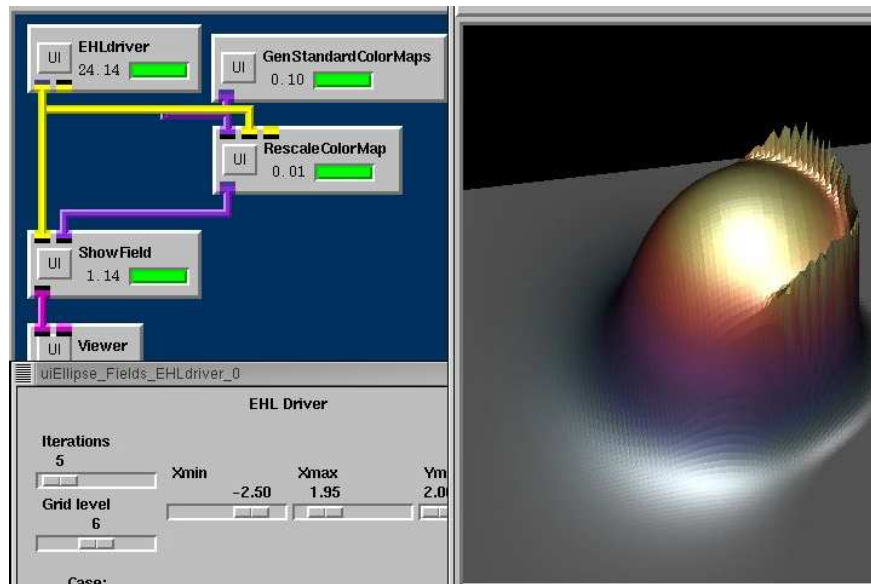 UI
EHLdriver
24.14
UI
GenStandardColorMaps
0.10
UI
RescaleColorMap
0.01
UI
ShowField
1.14
UI
Viewer
uiEllipse_Fields_EHLdriver_0
EHL Driver
Iterations
5
Xmin
Xmax
-2.50
1.95
Grid level
6
Case: